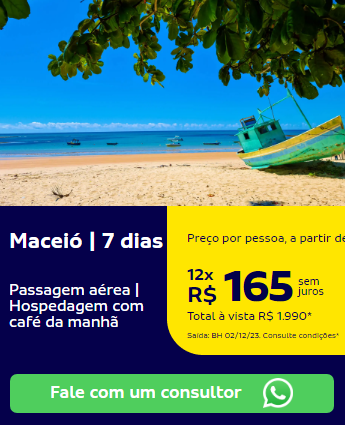 Maceió | 7 dias
Passagem aérea |
Hospedagem com
café da manhã
Preço por pessoa, a partir de
12x
R$ 165 sem
juros
Total à vista R$ 1.990*
Saída: BH 02/12/23. Consulte condições*
Fale com um consultor